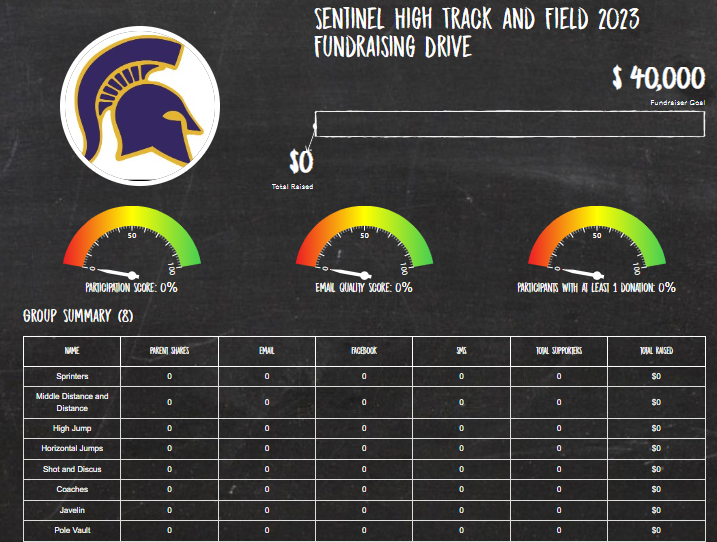 SENTINEL HIGH TRACK AND FIELD 2023
FUNDRAISING DRIVE
$ 40,000
Fundraiser Goal
$0
Total Raised
0 50 100
0 50 100
0 50 100
PARTICIPATION SCORE: 0%
EMAIL QUALITY SCORE: 0%
PARTICIPANTS WITH AT LEAST 1 DONATION: 0%
GROUP SUMMARY (8)
NAME PARENT SHARES EMAIL FACEBOOK SMS TOTAL SUPPORTERS TOTAL RAISED
Sprinters 0 0 0 0 0 $0
Middle Distance and
Distance 0 0 0 0 0 $0
High Jump 0 0 0 0 0 $0
Horizontal Jumps 0 0 0 0 0 $0
Shot and Discus 0 0 0 0 0 $0
Coaches 0 0 0 0 0 $0
Javelin 0 0 0 0 0 $0
Pole Vault 0 0 0 0 0 $0